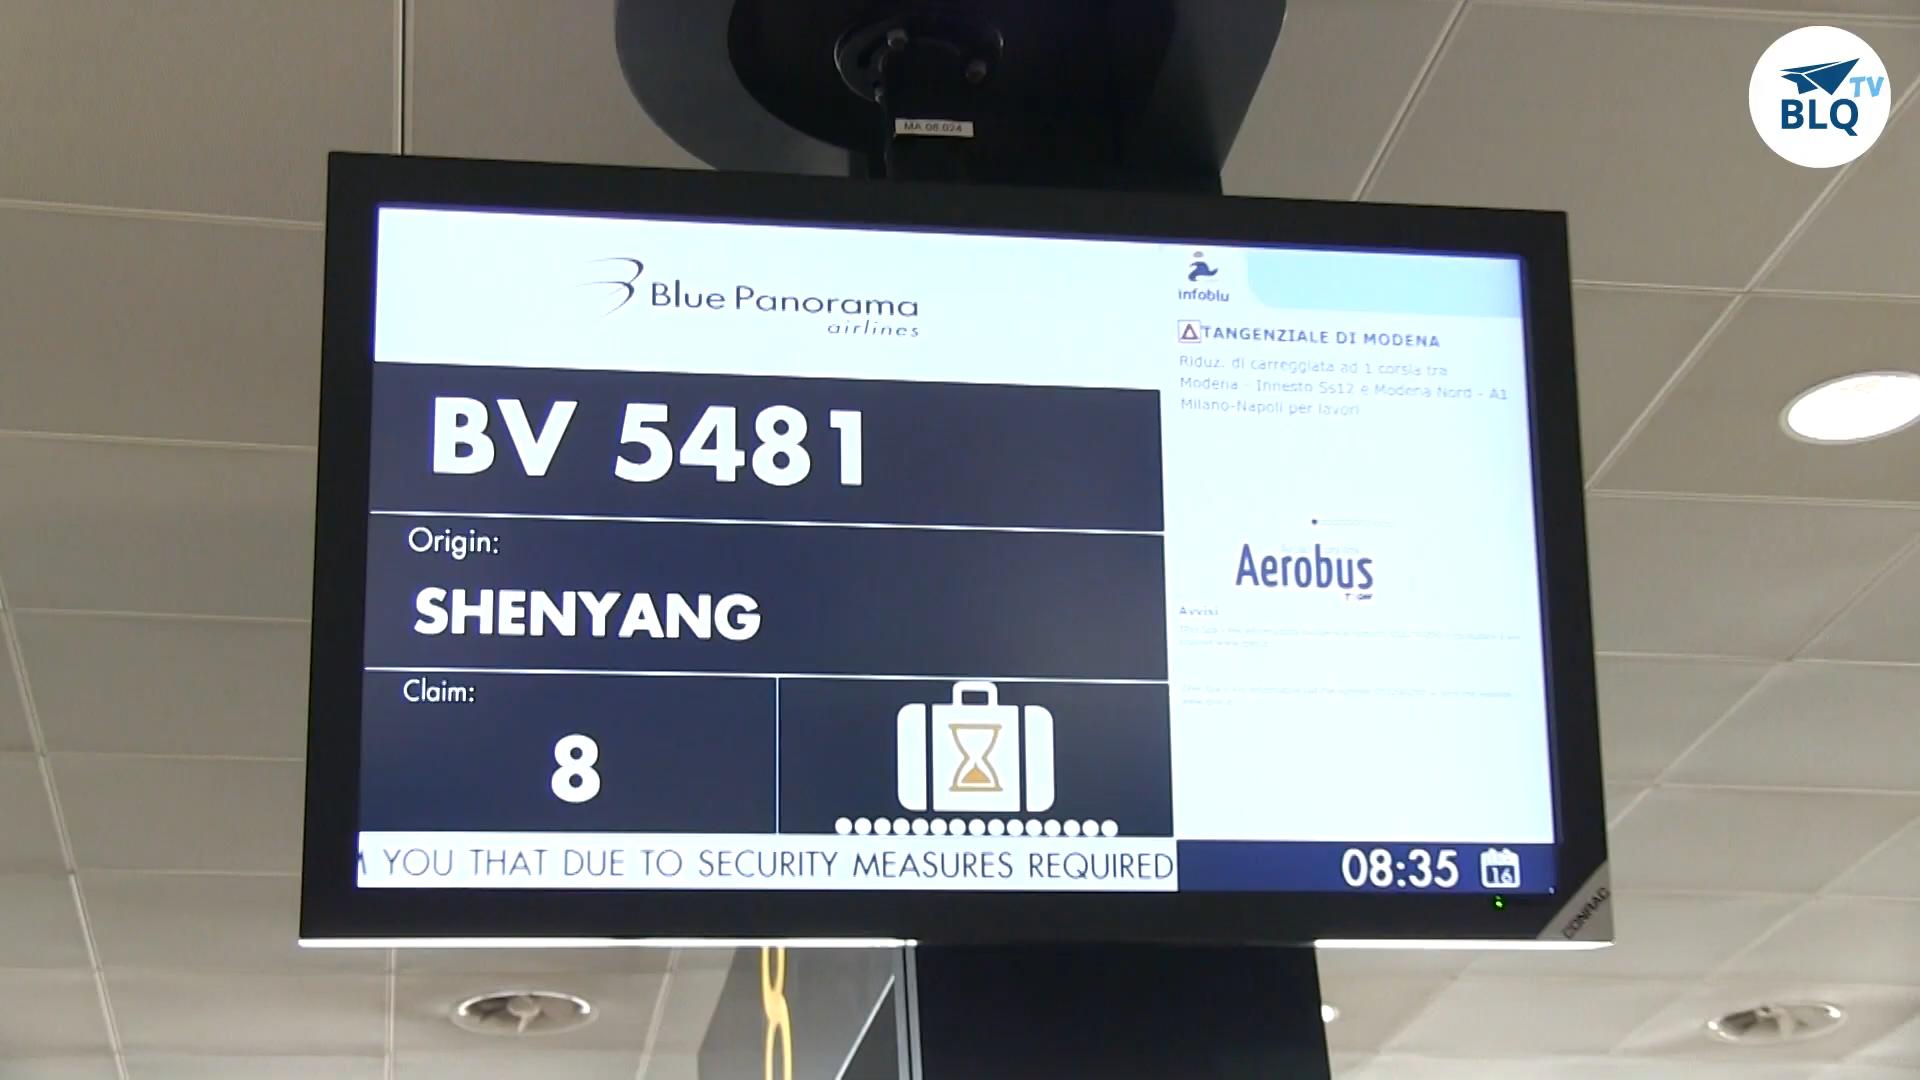 TV
BLQ
MA.06.024
Blue Panorama
airlines
BV 5481
Origin:
SHENYANG
Claim:
8
YOU THAT DUE TO SECURITY MEASURES REQUIRED
infoblu
TANGENZIALE DI MODENA
Riduz. di carreggiata ad 1 corsia tra
Modena - Innesto Ss12 e Modena Nord - A1
Milano-Napoli per lavori
Aerobus
Avvisi
08:35
16
CONRAC